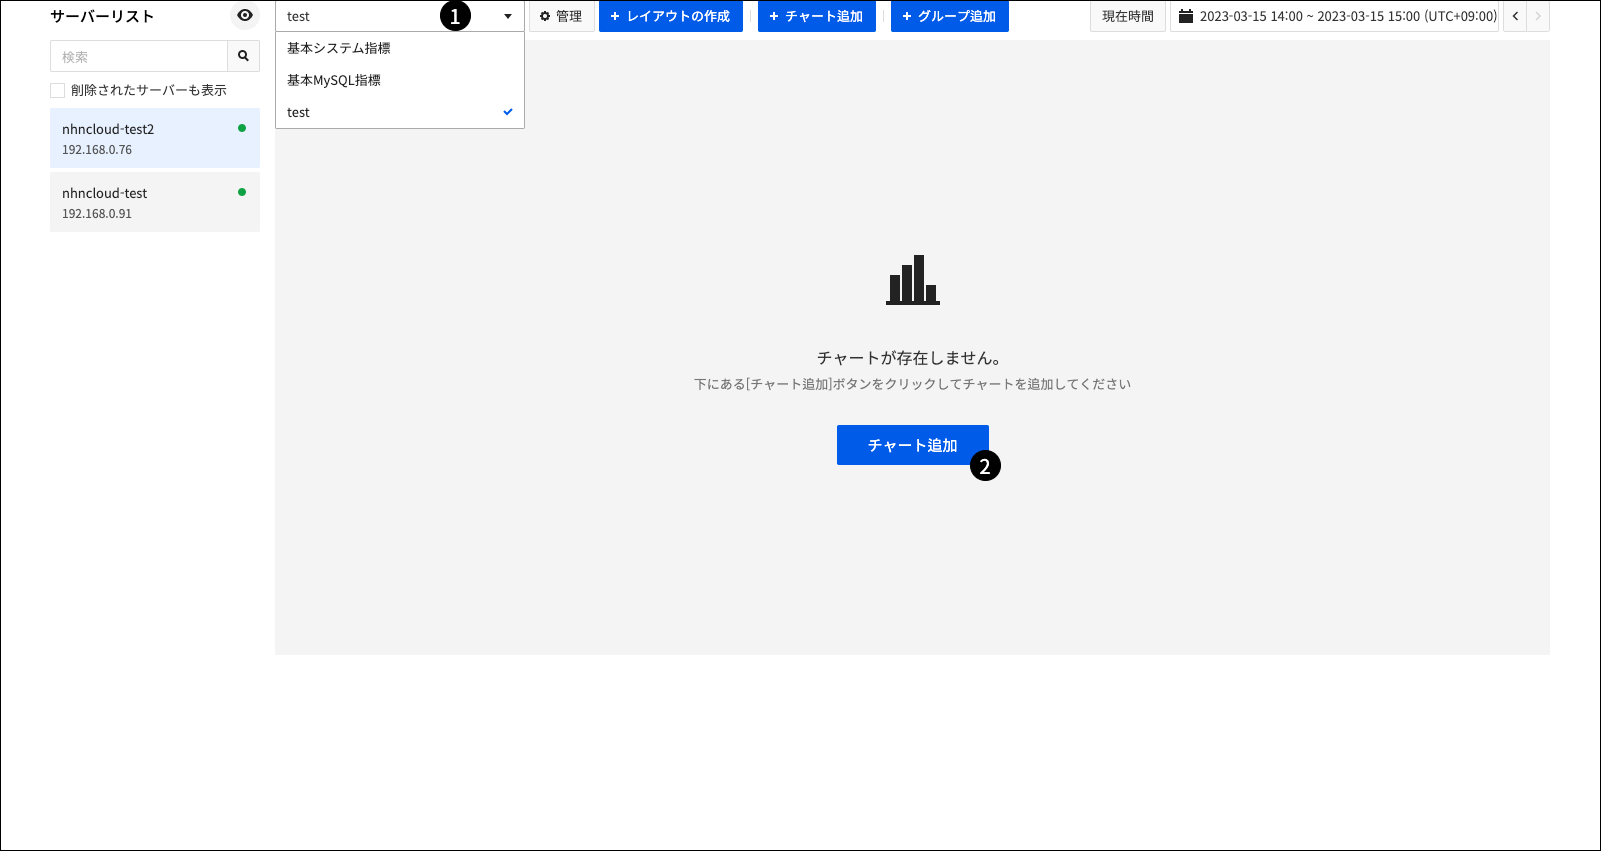 サーバーリスト
test
1
管理
+ レイアウトの作成
+ チャート追加
+ グループ追加
現在時間
2023-03-15 14:00 ~ 2023-03-15 15:00 (UTC+09:00)
検索
削除されたサーバーも表示
nhncloud-test2
192.168.0.76
nhncloud-test
192.168.0.91
基本システム指標
基本MySQL指標
test
チャートが存在しません。
下にある[チャート追加]ボタンをクリックしてチャートを追加してください
チャート追加
2